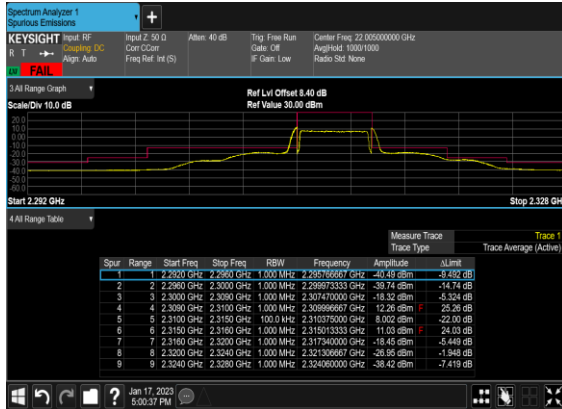 Spectrum Analyzer 1
Spurious Emissions
KEYSIGHT Input: RF Input Z: 50 Ω Atten: 40 dB Trig: Free Run Center Freq: 22.005000000 GHz
R T Coupling: DC Corr CCorr Gate: Off Avg|Hold: 1000/1000
Align: Auto Freq Ref: Int (S) IF Gain: Low Radio Std: None
LU FAIL
3 All Range Graph Ref Lvl Offset 8.40 dB
Scale/Div 10.0 dB Ref Value 30.00 dBm
20.0
10.0
0.00
-10.0
-20.0
-30.0
-40.0
-50.0
-60.0
Start 2.292 GHz Stop 2.328 GH
4 All Range Table
Measure Trace Trace 1
Trace Type Trace Average (Active)
Spur Range Start Freq Stop Freq RBW Frequency Amplitude ΔLimit
1 1 2.2920 GHz 2.2960 GHz 1.000 MHz 2.295766667 GHz -40.49 dBm -9.492 dB
2 2 2.2960 GHz 2.3000 GHz 1.000 MHz 2.299973333 GHz -39.74 dBm -14.74 dB
3 3 2.3000 GHz 2.3090 GHz 1.000 MHz 2.307470000 GHz -18.32 dBm -5.324 dB
4 4 2.3090 GHz 2.3100 GHz 1.000 MHz 2.309996667 GHz 12.26 dBm F 25.26 dB
5 5 2.3100 GHz 2.3150 GHz 100.0 kHz 2.310375000 GHz 8.002 dBm -22.00 dB
6 6 2.3150 GHz 2.3160 GHz 1.000 MHz 2.315013333 GHz 11.03 dBm F 24.03 dB
7 7 2.3160 GHz 2.3200 GHz 1.000 MHz 2.317340000 GHz -18.45 dBm -5.449 dB
8 8 2.3200 GHz 2.3240 GHz 1.000 MHz 2.321306667 GHz -26.95 dBm -1.948 dB
9 9 2.3240 GHz 2.3280 GHz 1.000 MHz 2.324060000 GHz -38.42 dBm -7.419 dB
Jan 17, 2023
5:00:37 PM